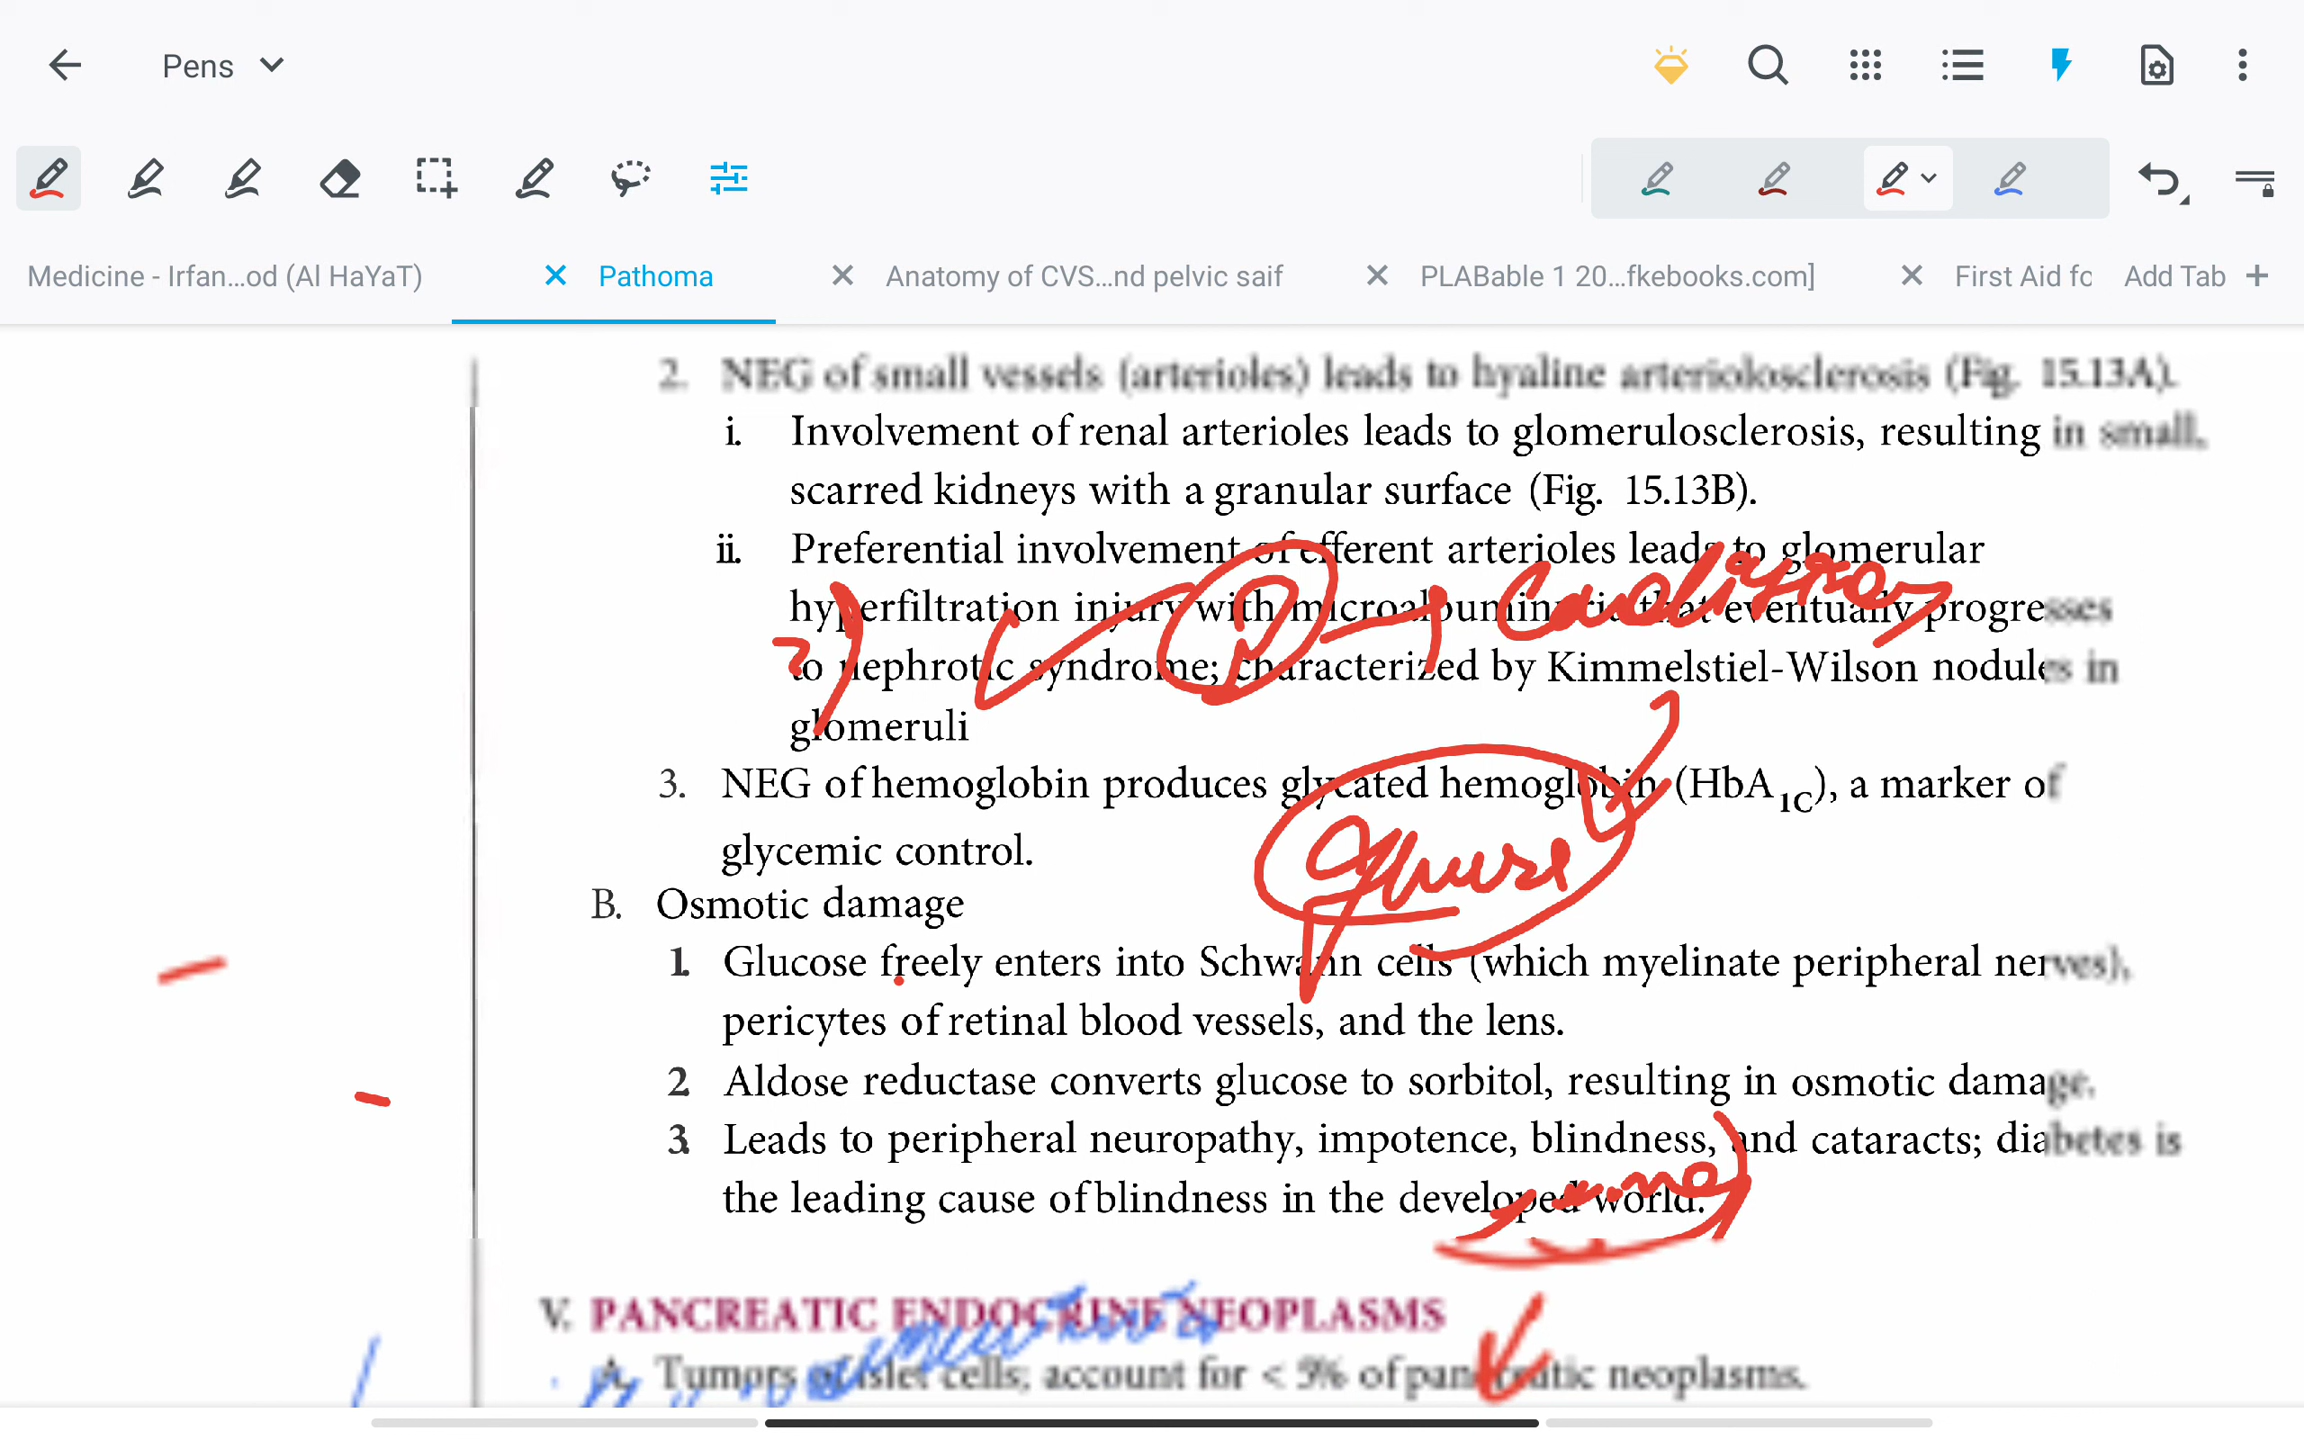 Pens
Medicine - Irfan...od (Al HaYaT)
Pathoma
Anatomy of CVS...nd pelvic saif
PLABable 1 20...fkebooks.com]
First Aid fc
Add Tab
2. NEG of small vessels (arterioles) leads to hyaline arteriolosclerosis (Fig. 15.13A).
i. Involvement of renal arterioles leads to glomerulosclerosis, resulting in small,
scarred kidneys with a granular surface (Fig. 15.13B).
ii. Preferential involvement of efferent arterioles leads to glomerular
hyperfiltration injury with microalbuminuria that eventually progresses
to nephrotic syndrome; characterized by Kimmelstiel-Wilson nodules in
glomeruli
3. NEG of hemoglobin produces glycated hemoglobin (HbA1C), a marker of
glycemic control.
B. Osmotic damage
1 Glucose freely enters into Schwann cells (which myelinate peripheral nerves),
pericytes of retinal blood vessels, and the lens.
2 Aldose reductase converts glucose to sorbitol, resulting in osmotic damage.
3 Leads to peripheral neuropathy, impotence, blindness, and cataracts; diabetes is
the leading cause of blindness in the developed world.
V. PANCREATIC ENDOCRINE NEOPLASMS
A. Tumors of islet cells; account for < 5% of pancreatic neoplasms.